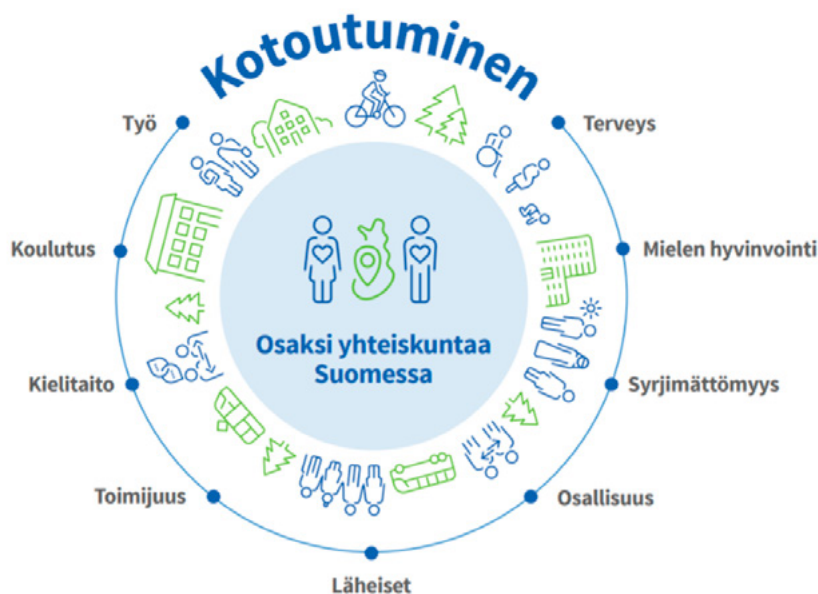 Kotoutuminen
Työ
Terveys
Koulutus
Mielen hyvinvointi
Osaksi yhteiskuntaa
Suomessa
Kielitaito
Syrjimättömyys
Toimijuus
Osallisuus
Läheiset